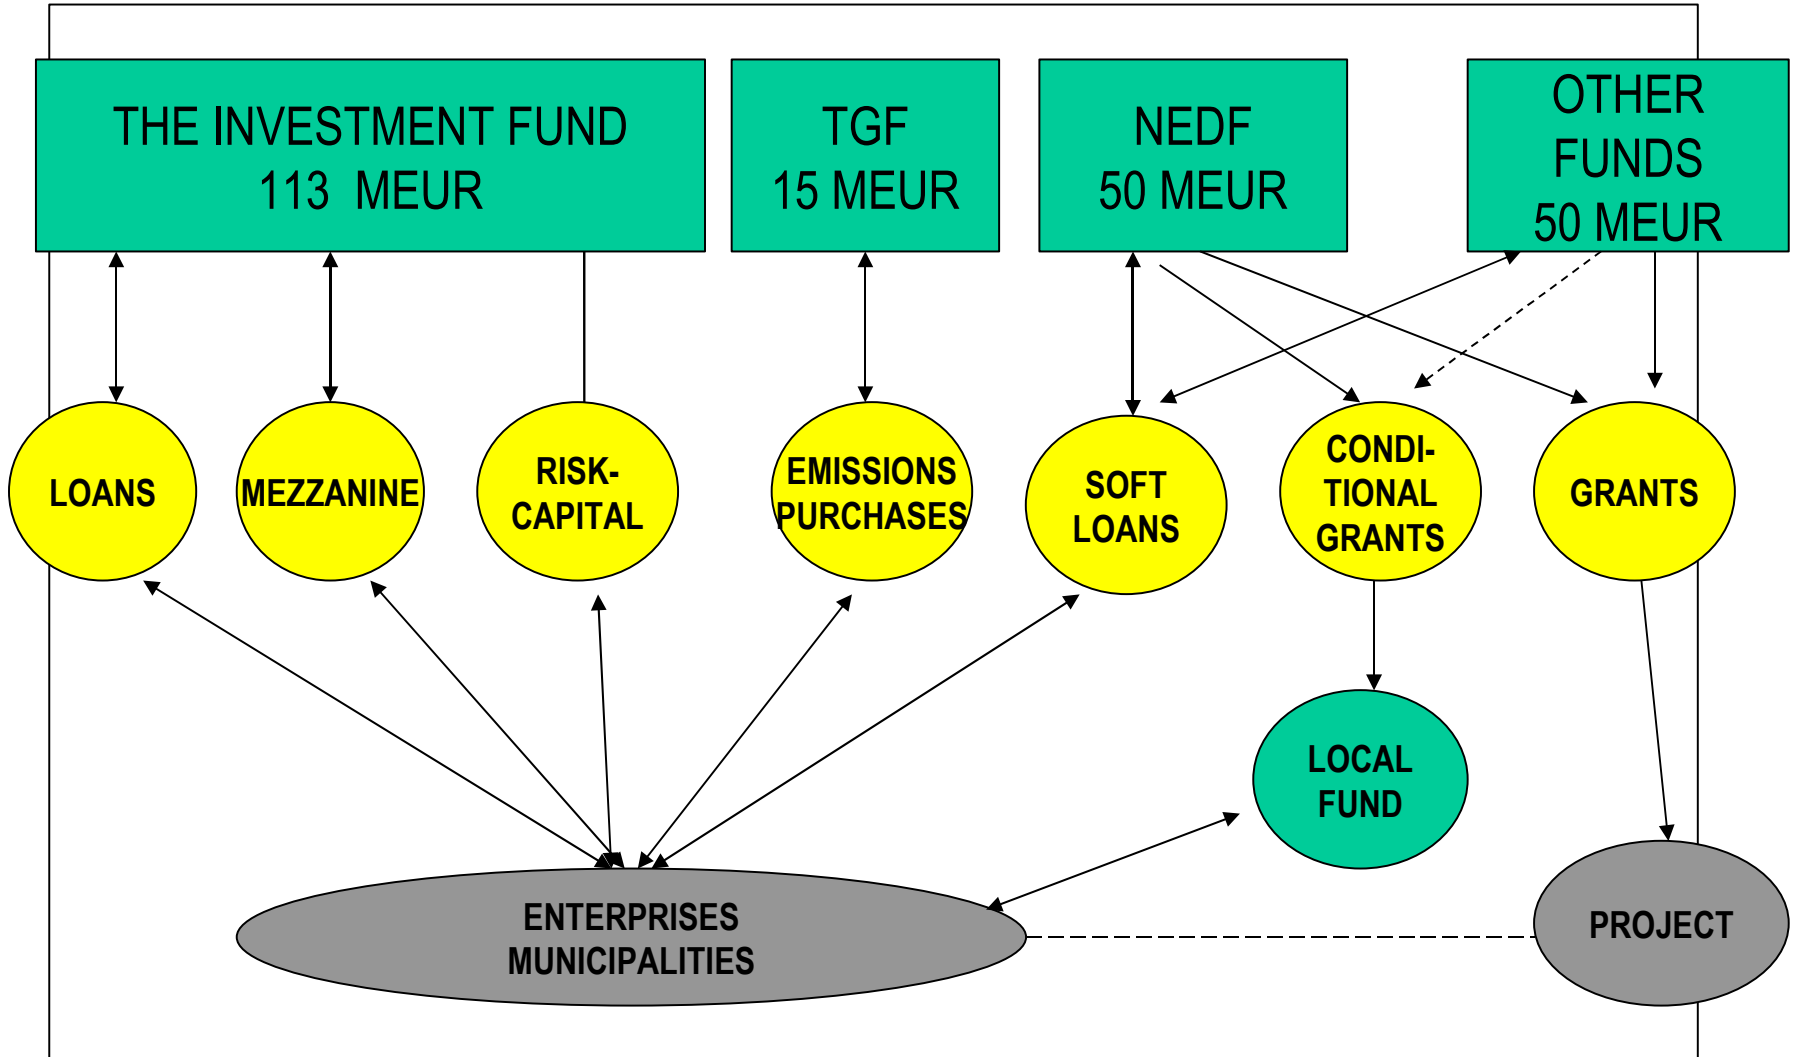 THE INVESTMENT FUND
113 MEUR
TGF
15 MEUR
NEDF
50 MEUR
OTHER
FUNDS
50 MEUR
LOANS
MEZZANINE
RISK-
CAPITAL
EMISSIONS
PURCHASES
SOFT
LOANS
CONDI-
TIONAL
GRANTS
GRANTS
LOCAL
FUND
ENTERPRISES
MUNICIPALITIES
PROJECT